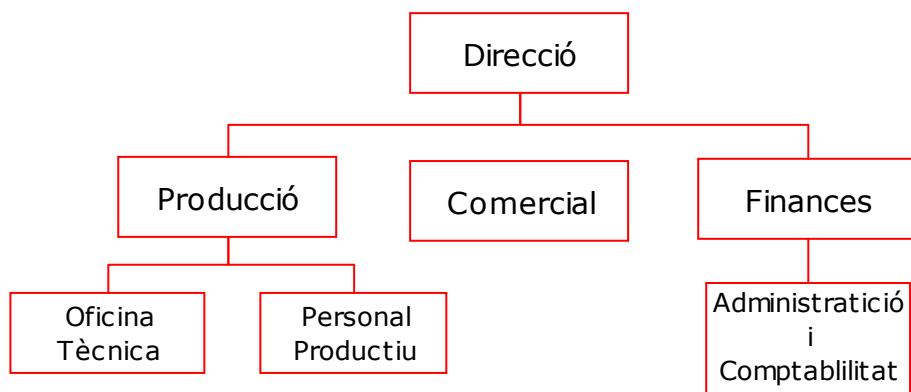 Direcció
Producció
Comercial
Finances
Oficina
Tècnica
Personal
Productiu
Administratició
i
Comptablilitat